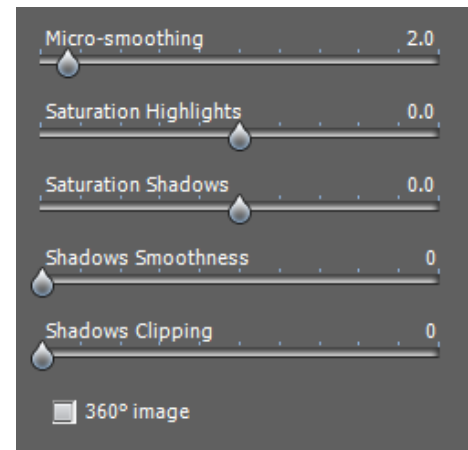 Micro-smoothing 2.0
Saturation Highlights 0.0
Saturation Shadows 0.0
Shadows Smoothness 0
Shadows Clipping 0
360° image